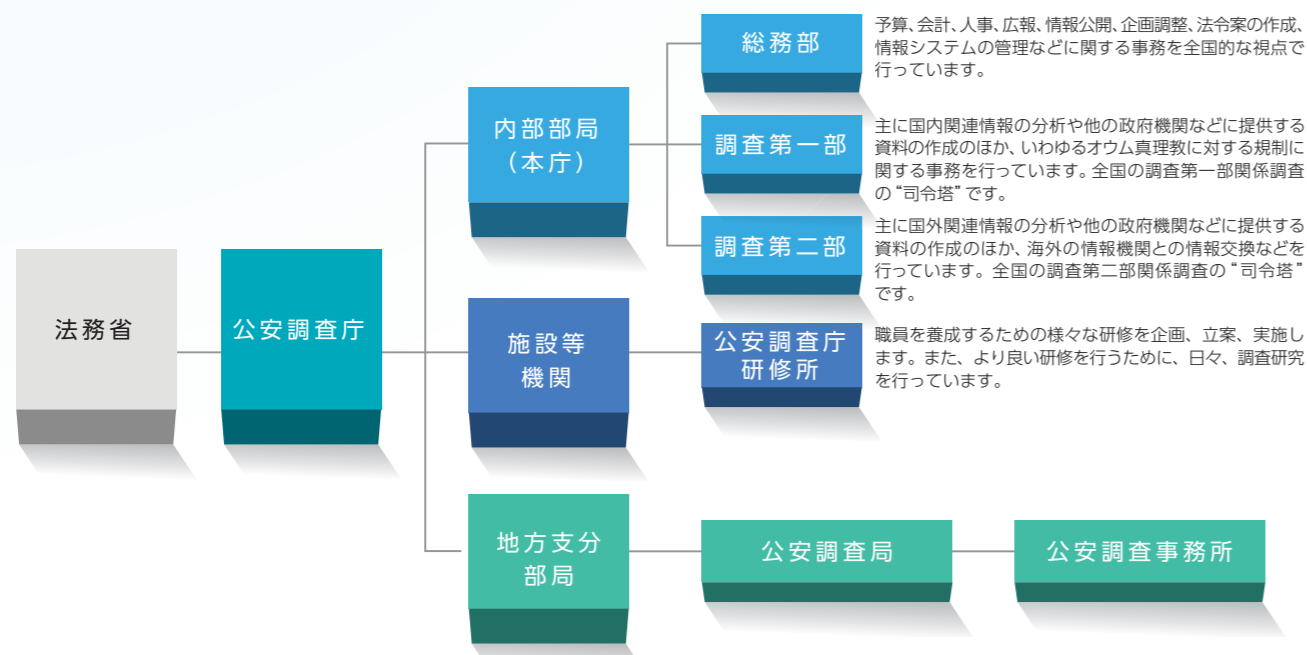 法務省
公安調査庁
内部部局
（本庁）
総務部
予算、会計、人事、広報、情報公開、企画調整、法令案の作成、
情報システムの管理などに関する事務を全国的な視点で
行っています。
調査第一部
主に国内関連情報の分析や他の政府機関などに提供する
資料の作成のほか、いわゆるオウム真理教に対する規制に
関する事務を行っています。全国の調査第一部関係調査
の“司令塔”です。
調査第二部
主に国外関連情報の分析や他の政府機関などに提供する
資料の作成のほか、海外の情報機関との情報交換などを
行っています。全国の調査第二部関係調査の“司令塔”
です。
施設等
機関
公安調査庁
研修所
職員を養成するための様々な研修を企画、立案、実施し
ます。また、より良い研修を行うために、日々、調査研究
を行っています。
地方支分
部局
公安調査局
公安調査事務所